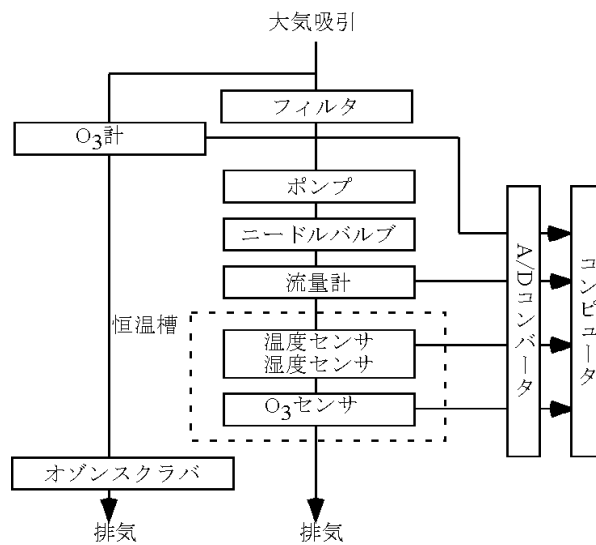 大気吸引
フィルタ
O3計
ポンプ
ニードルバルブ
流量計
恒温槽
温度センサ
湿度センサ
O3センサ
A/Dコンバータ
コンピュータ
オゾンスクラバ
排気
排気